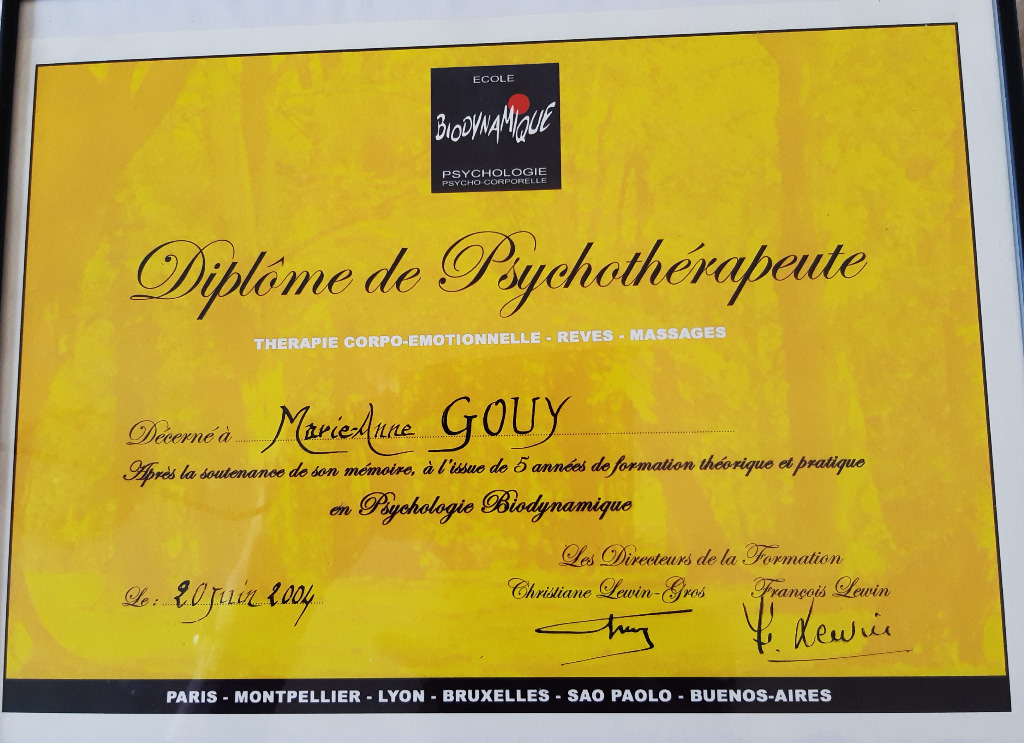 ECOLE
BIODYNAMIQUE
PSYCHOLOGIE
PSYCHO-CORPORELLE
Diplôme de Psychothérapeute
THERAPIE CORPO-EMOTIONNELLE - REVES - MASSAGES
Décerné à Marie-Anne GOUY
Après la soutenance de son mémoire, à l'issue de 5 années de formation théorique et pratique
en Psychologie Biodynamique
Les Directeurs de la Formation
Le : 20 Juin 2004 Christiane Lewin-Gros François Lewin
F. Lewin
PARIS - MONTPELLIER - LYON - BRUXELLES - SAO PAOLO - BUENOS-AIRES